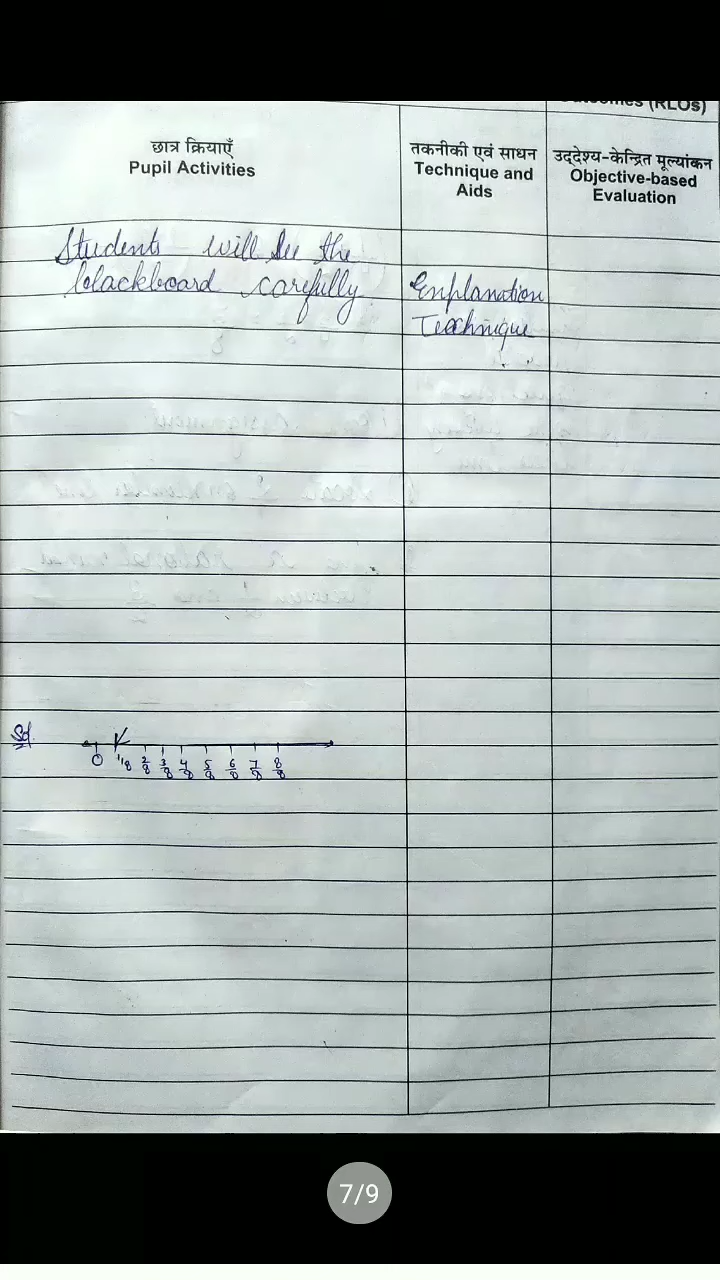 Outcomes (RLOs)
छात्र क्रियाएँ
Pupil Activities
तकनीकी एवं साधन
Technique and
Aids
उद्देश्य-केन्द्रित मूल्यांकन
Objective-based
Evaluation
Students will see the
blackboard carefully
Explanation
Technique
Sol.
0 1/8 2/8 3/8 4/8 5/8 6/8 7/8 8/8
7/9